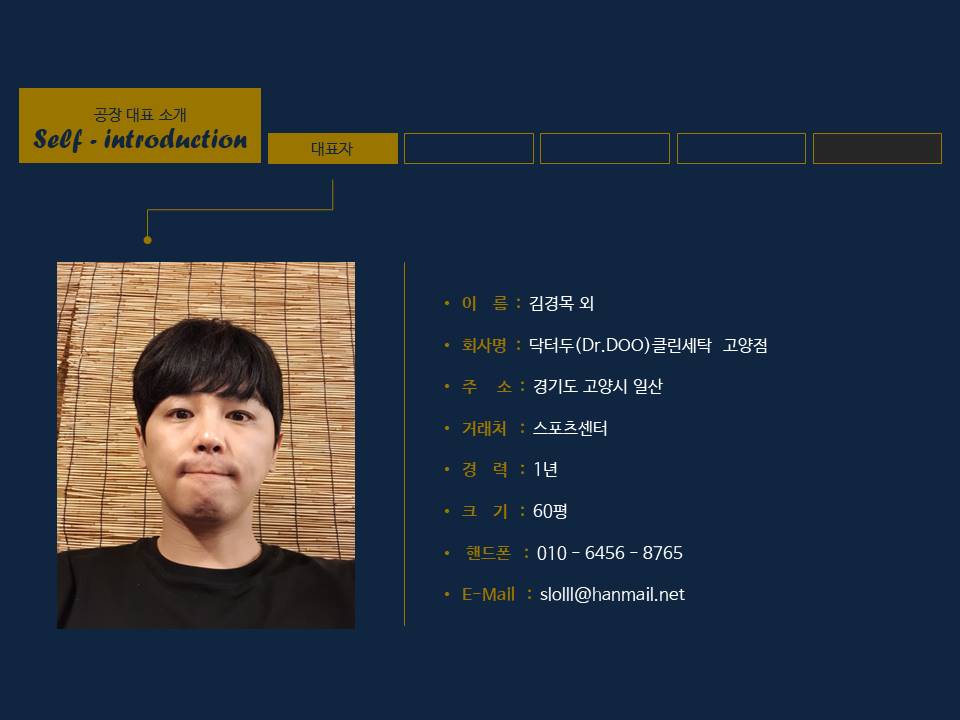 공장 대표 소개
Self - introduction
대표자
• 이 름 : 김경목 외
• 회사명 : 닥터두(Dr.DOO)클린세탁 고양점
• 주 소 : 경기도 고양시 일산
• 거래처 : 스포츠센터
• 경 력 : 1년
• 크 기 : 60평
• 핸드폰 : 010 - 6456 - 8765
• E-Mail : slolll@hanmail.net